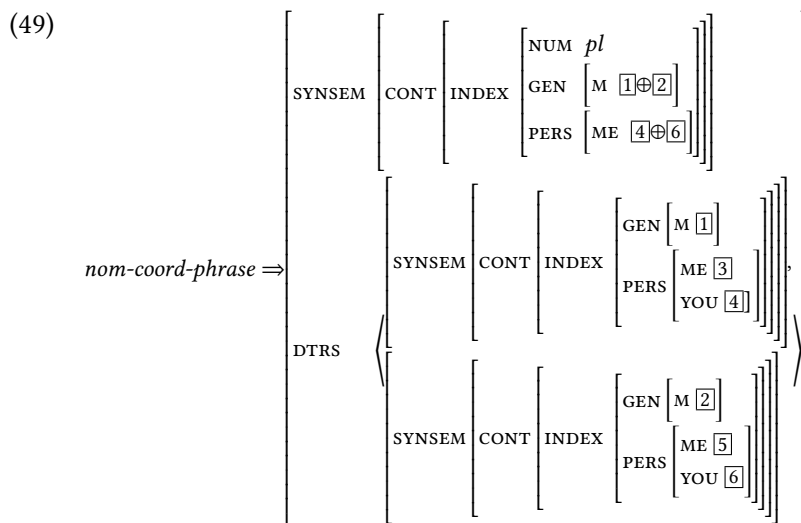 (49)
NUM pl
SYNSEM [CONT [INDEX GEN [M 1⊕2]
PERS [ME 4⊕6]
nom-coord-phrase ⇒
GEN [M 1]
SYNSEM [CONT [INDEX PERS [ME 3
YOU 4]
,
DTRS ⟨ ⟩
GEN [M 2]
SYNSEM [CONT [INDEX PERS [ME 5
YOU 6]